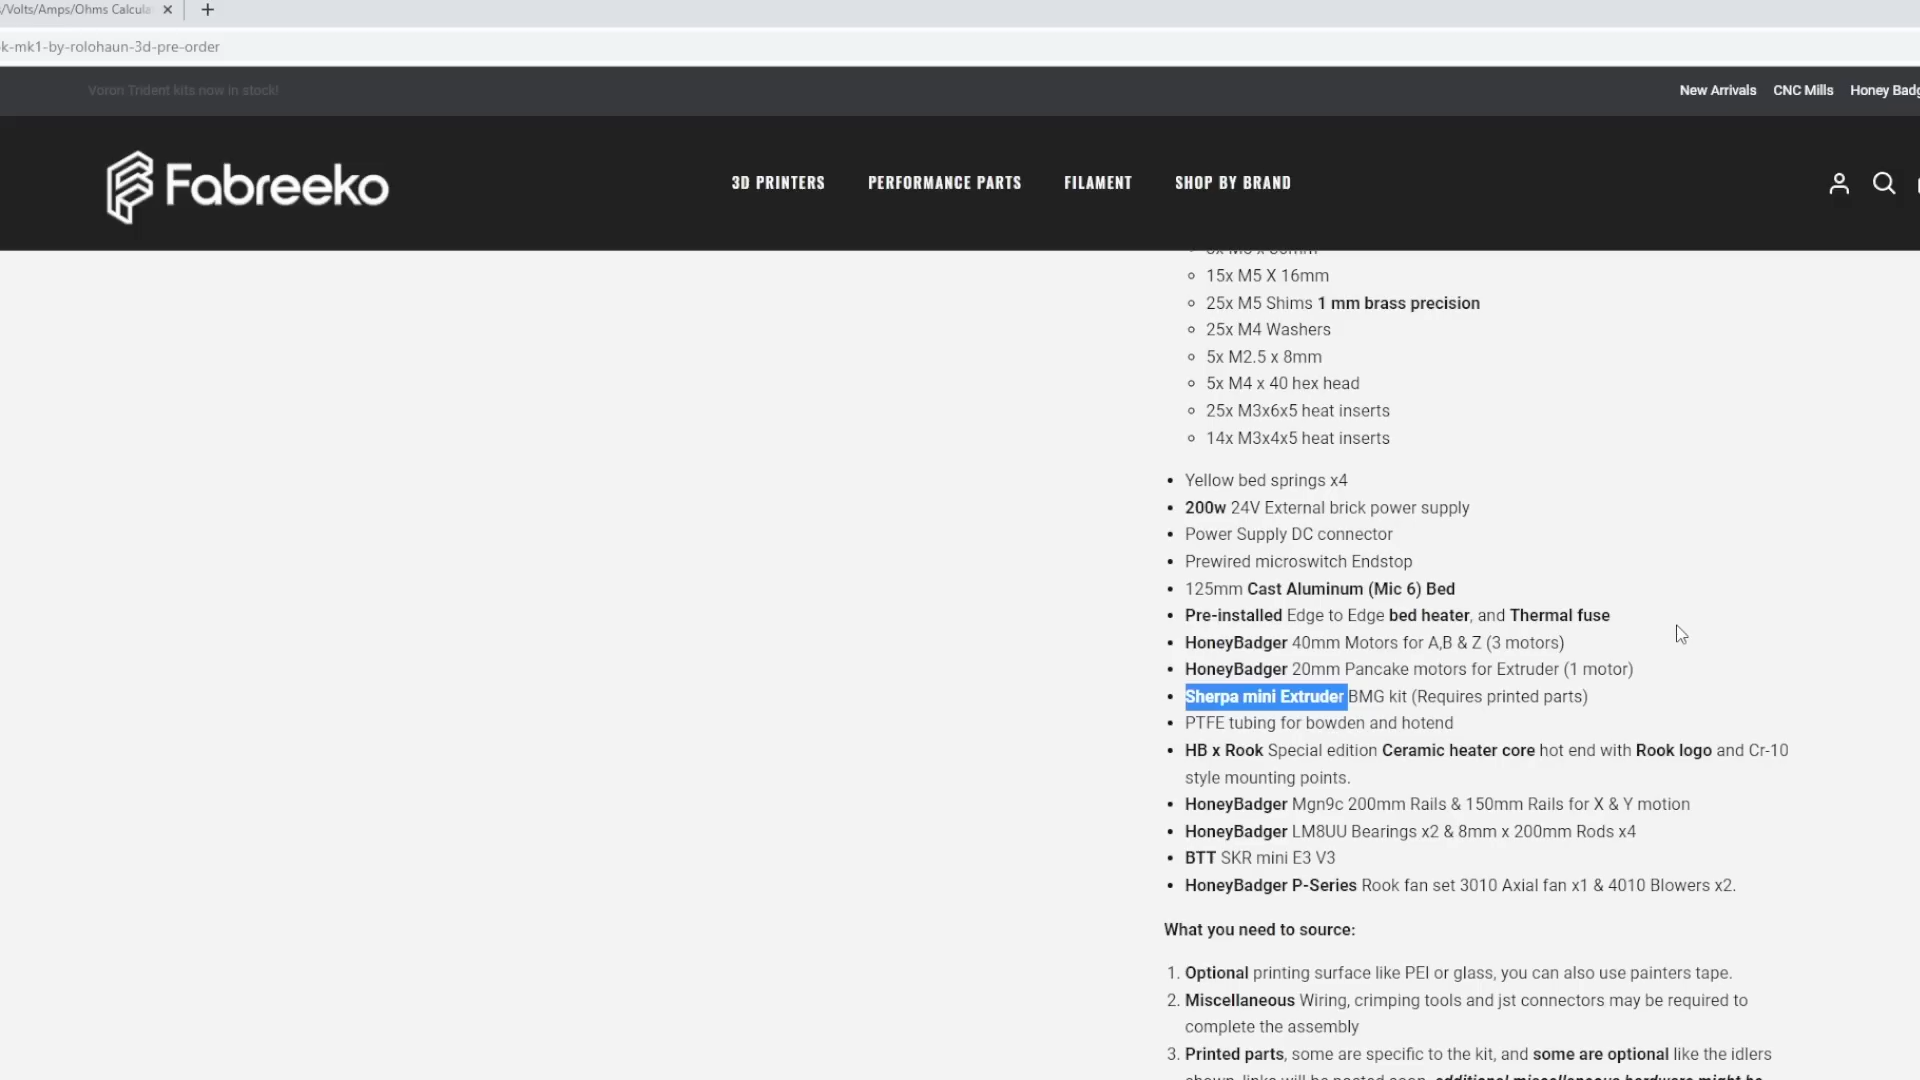 /Volts/Amps/Ohms Calcula
k-mk1-by-rolohaun-3d-pre-order
Voron Trident kits now in stock!
New Arrivals CNC Mills Honey Badg
Fabreeko
3D PRINTERS PERFORMANCE PARTS FILAMENT SHOP BY BRAND
15x M5 X 16mm
25x M5 Shims 1 mm brass precision
25x M4 Washers
5x M2.5 x 8mm
5x M4 x 40 hex head
25x M3x6x5 heat inserts
14x M3x4x5 heat inserts
Yellow bed springs x4
200w 24V External brick power supply
Power Supply DC connector
Prewired microswitch Endstop
125mm Cast Aluminum (Mic 6) Bed
Pre-installed Edge to Edge bed heater, and Thermal fuse
HoneyBadger 40mm Motors for A,B & Z (3 motors)
HoneyBadger 20mm Pancake motors for Extruder (1 motor)
Sherpa mini Extruder BMG kit (Requires printed parts)
PTFE tubing for bowden and hotend
HB x Rook Special edition Ceramic heater core hot end with Rook logo and Cr-10
style mounting points.
HoneyBadger Mgn9c 200mm Rails & 150mm Rails for X & Y motion
HoneyBadger LM8UU Bearings x2 & 8mm x 200mm Rods x4
BTT SKR mini E3 V3
HoneyBadger P-Series Rook fan set 3010 Axial fan x1 & 4010 Blowers x2.
What you need to source:
1. Optional printing surface like PEI or glass, you can also use painters tape.
2. Miscellaneous Wiring, crimping tools and jst connectors may be required to
complete the assembly
3. Printed parts, some are specific to the kit, and some are optional like the idlers